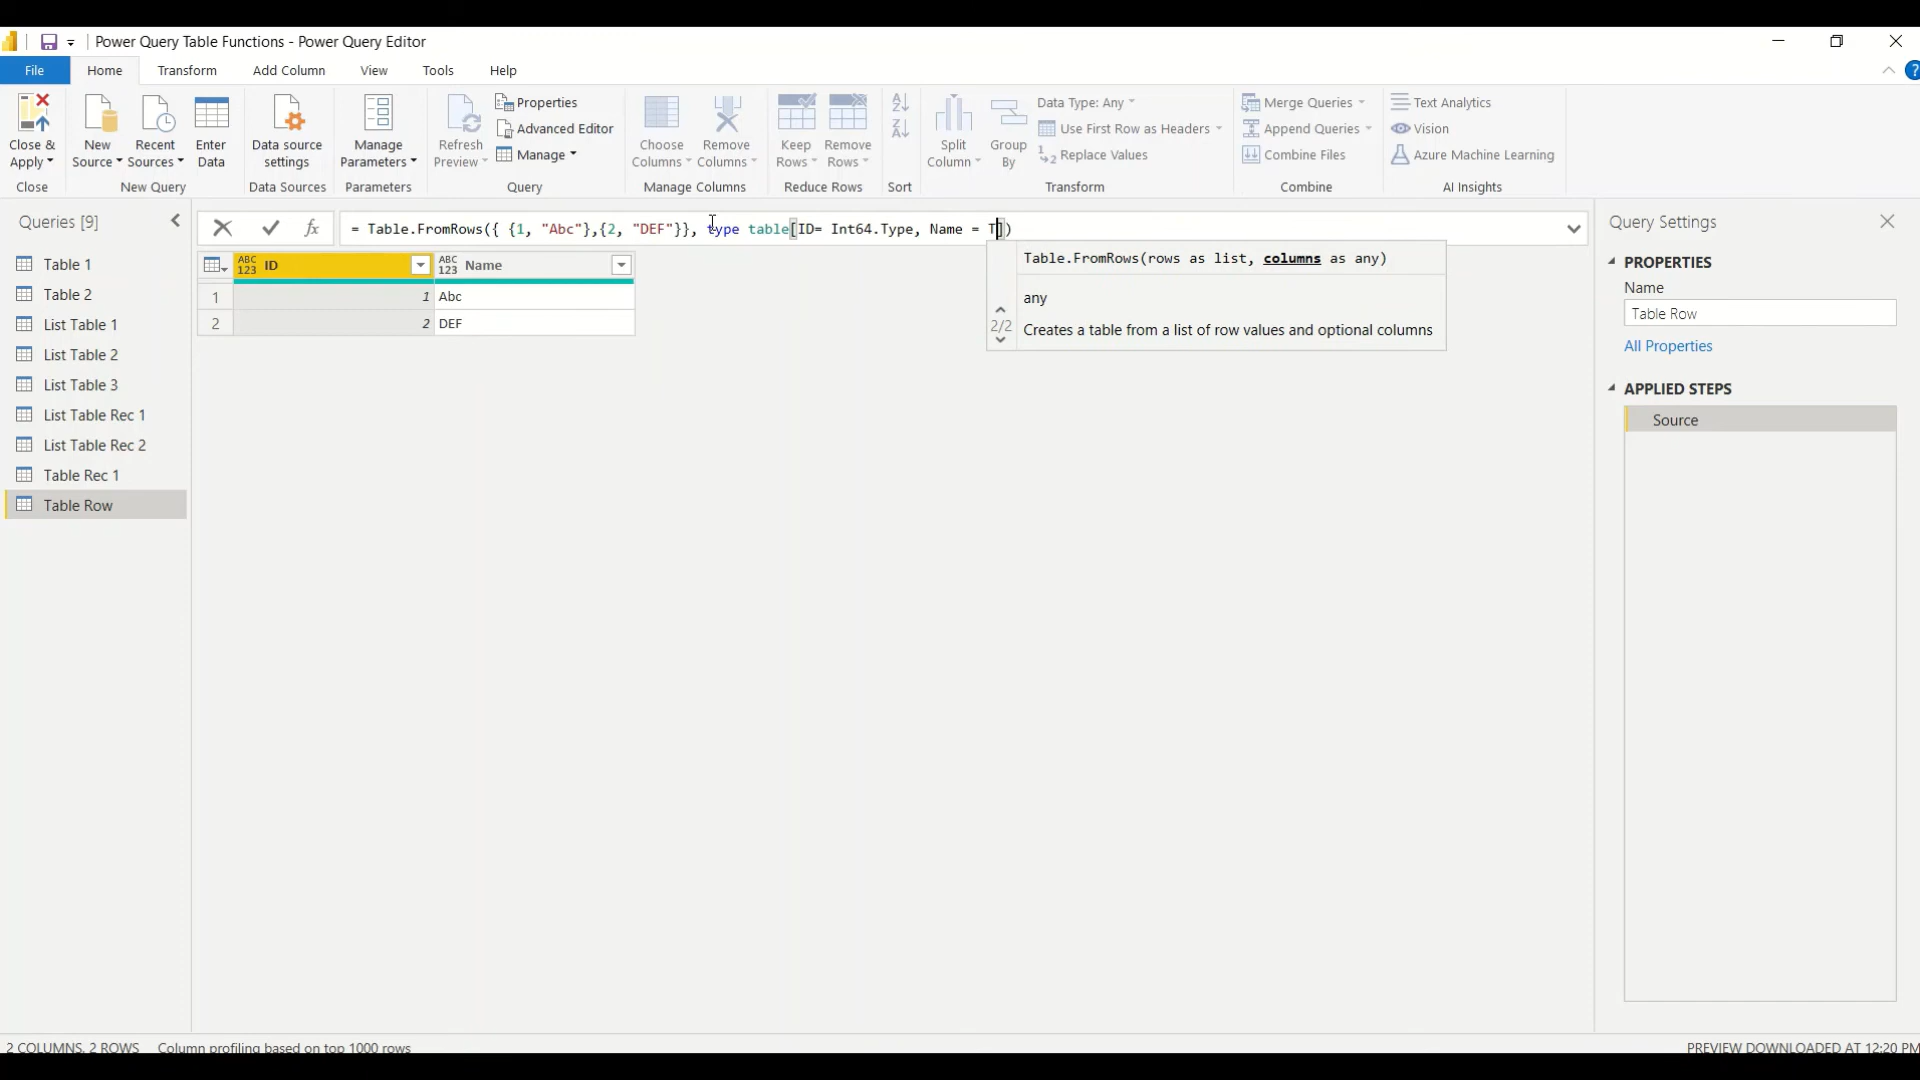 Power Query Table Functions - Power Query Editor
File Home Transform Add Column View Tools Help
Close & Apply
New Source
Recent Sources
Enter Data
Data source settings
Manage Parameters
Refresh Preview
Properties
Advanced Editor
Manage
Choose Columns
Remove Columns
Keep Rows
Remove Rows
Split Column
Group By
Data Type: Any
Use First Row as Headers
Replace Values
Merge Queries
Append Queries
Combine Files
Text Analytics
Vision
Azure Machine Learning
Close New Query Data Sources Parameters Query Manage Columns Reduce Rows Sort Transform Combine AI Insights
Queries [9]
Table 1
Table 2
List Table 1
List Table 2
List Table 3
List Table Rec 1
List Table Rec 2
Table Rec 1
Table Row
fx = Table.FromRows({ {1, "Abc"},{2, "DEF"}}, type table[ID= Int64.Type, Name = T])
Table.FromRows(rows as list, columns as any)
any
2/2
Creates a table from a list of row values and optional columns
ABC 123 ID ABC 123 Name
1 1 Abc
2 2 DEF
Query Settings
PROPERTIES
Name
Table Row
All Properties
APPLIED STEPS
Source
2 COLUMNS, 2 ROWS Column profiling based on top 1000 rows
PREVIEW DOWNLOADED AT 12:20 PM